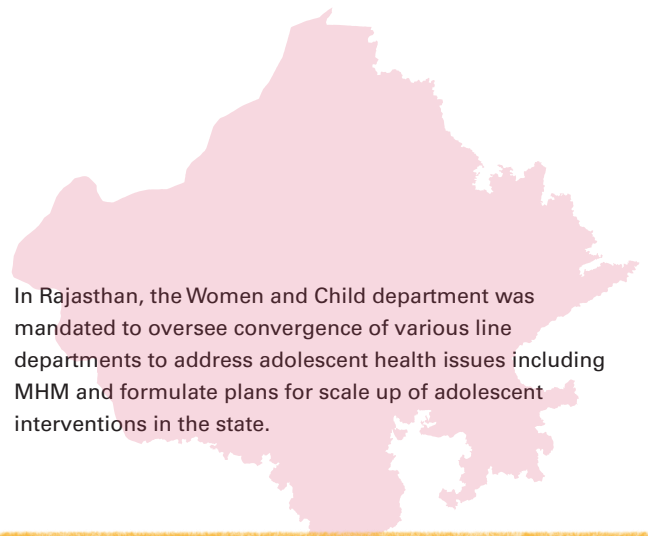 In Rajasthan, the Women and Child department was
mandated to oversee convergence of various line
departments to address adolescent health issues including
MHM and formulate plans for scale up of adolescent
interventions in the state.